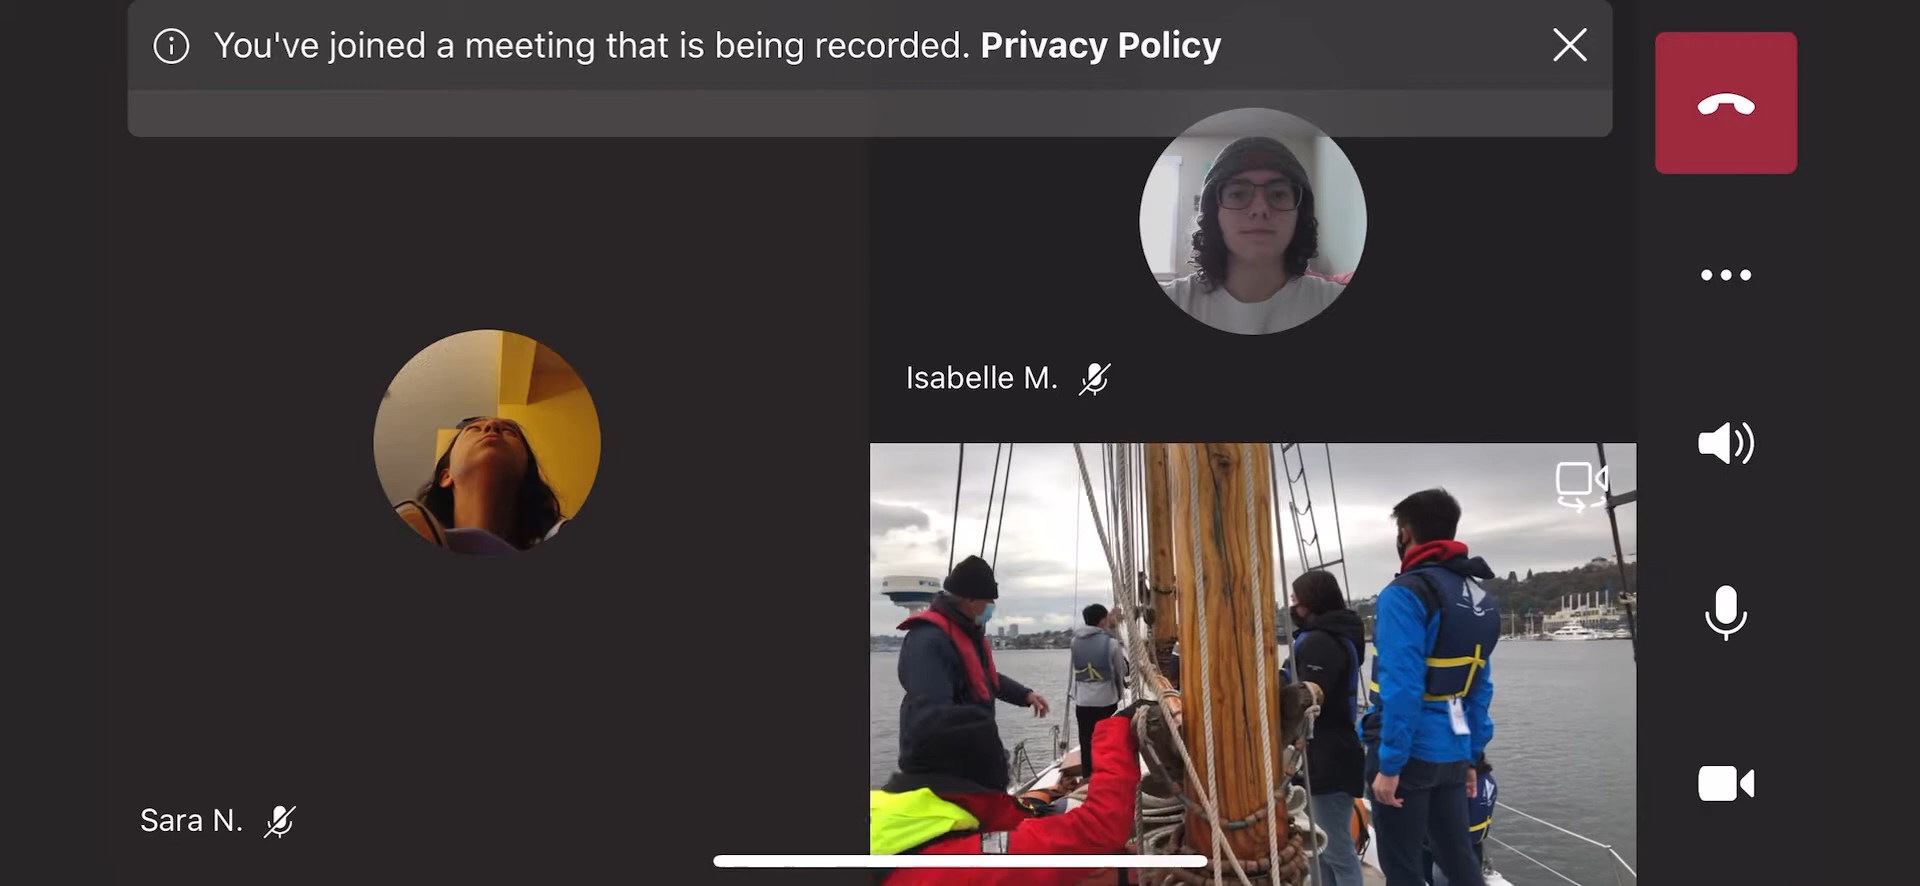 You've joined a meeting that is being recorded. Privacy Policy
Isabelle M.
Sara N.